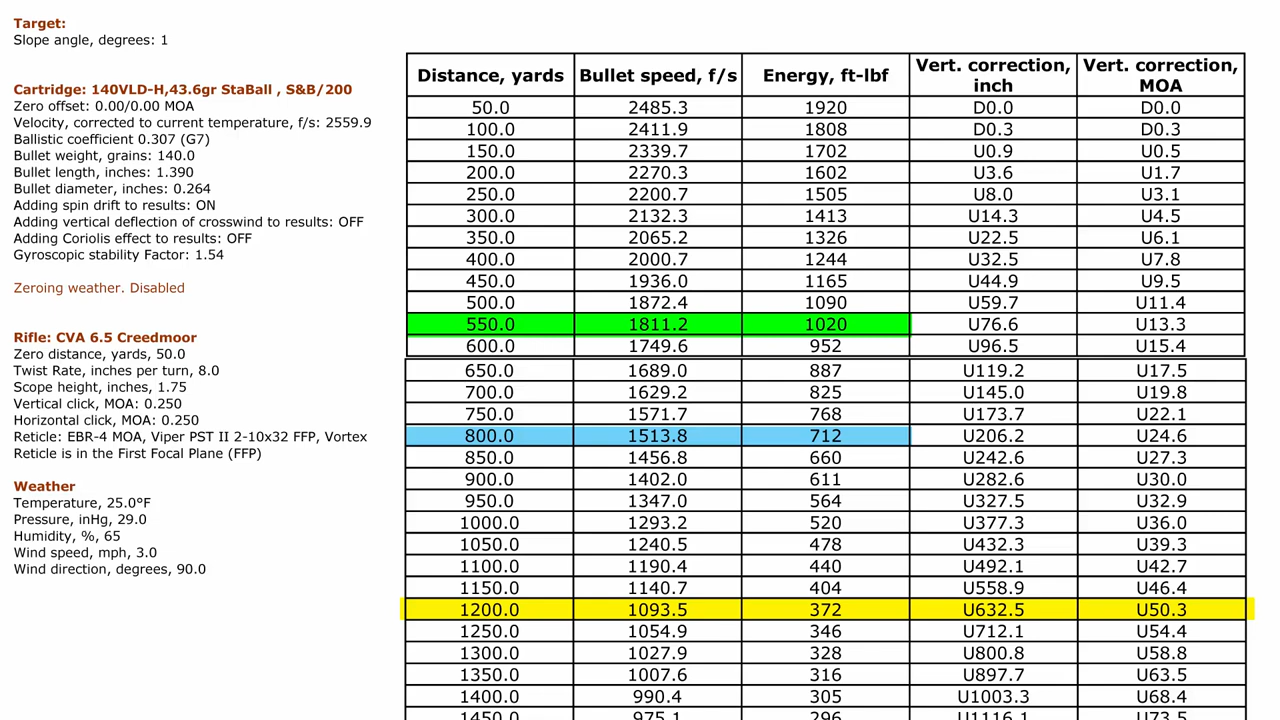 Target:
Slope angle, degrees: 1
Cartridge: 140VLD-H,43.6gr StaBall , S&B/200
Zero offset: 0.00/0.00 MOA
Velocity, corrected to current temperature, f/s: 2559.9
Ballistic coefficient 0.307 (G7)
Bullet weight, grains: 140.0
Bullet length, inches: 1.390
Bullet diameter, inches: 0.264
Adding spin drift to results: ON
Adding vertical deflection of crosswind to results: OFF
Adding Coriolis effect to results: OFF
Gyroscopic stability Factor: 1.54
Zeroing weather. Disabled
Rifle: CVA 6.5 Creedmoor
Zero distance, yards, 50.0
Twist Rate, inches per turn, 8.0
Scope height, inches, 1.75
Vertical click, MOA: 0.250
Horizontal click, MOA: 0.250
Reticle: EBR-4 MOA, Viper PST II 2-10x32 FFP, Vortex
Reticle is in the First Focal Plane (FFP)
Weather
Temperature, 25.0°F
Pressure, inHg, 29.0
Humidity, %, 65
Wind speed, mph, 3.0
Wind direction, degrees, 90.0
Distance, yards Bullet speed, f/s Energy, ft-lbf Vert. correction, inch Vert. correction, MOA
50.0 2485.3 1920 D0.0 D0.0
100.0 2411.9 1808 D0.3 D0.3
150.0 2339.7 1702 U0.9 U0.5
200.0 2270.3 1602 U3.6 U1.7
250.0 2200.7 1505 U8.0 U3.1
300.0 2132.3 1413 U14.3 U4.5
350.0 2065.2 1326 U22.5 U6.1
400.0 2000.7 1244 U32.5 U7.8
450.0 1936.0 1165 U44.9 U9.5
500.0 1872.4 1090 U59.7 U11.4
550.0 1811.2 1020 U76.6 U13.3
600.0 1749.6 952 U96.5 U15.4
650.0 1689.0 887 U119.2 U17.5
700.0 1629.2 825 U145.0 U19.8
750.0 1571.7 768 U173.7 U22.1
800.0 1513.8 712 U206.2 U24.6
850.0 1456.8 660 U242.6 U27.3
900.0 1402.0 611 U282.6 U30.0
950.0 1347.0 564 U327.5 U32.9
1000.0 1293.2 520 U377.3 U36.0
1050.0 1240.5 478 U432.3 U39.3
1100.0 1190.4 440 U492.1 U42.7
1150.0 1140.7 404 U558.9 U46.4
1200.0 1093.5 372 U632.5 U50.3
1250.0 1054.9 346 U712.1 U54.4
1300.0 1027.9 328 U800.8 U58.8
1350.0 1007.6 316 U897.7 U63.5
1400.0 990.4 305 U1003.3 U68.4
1450.0 975.1 296 U1116.1 U73.5